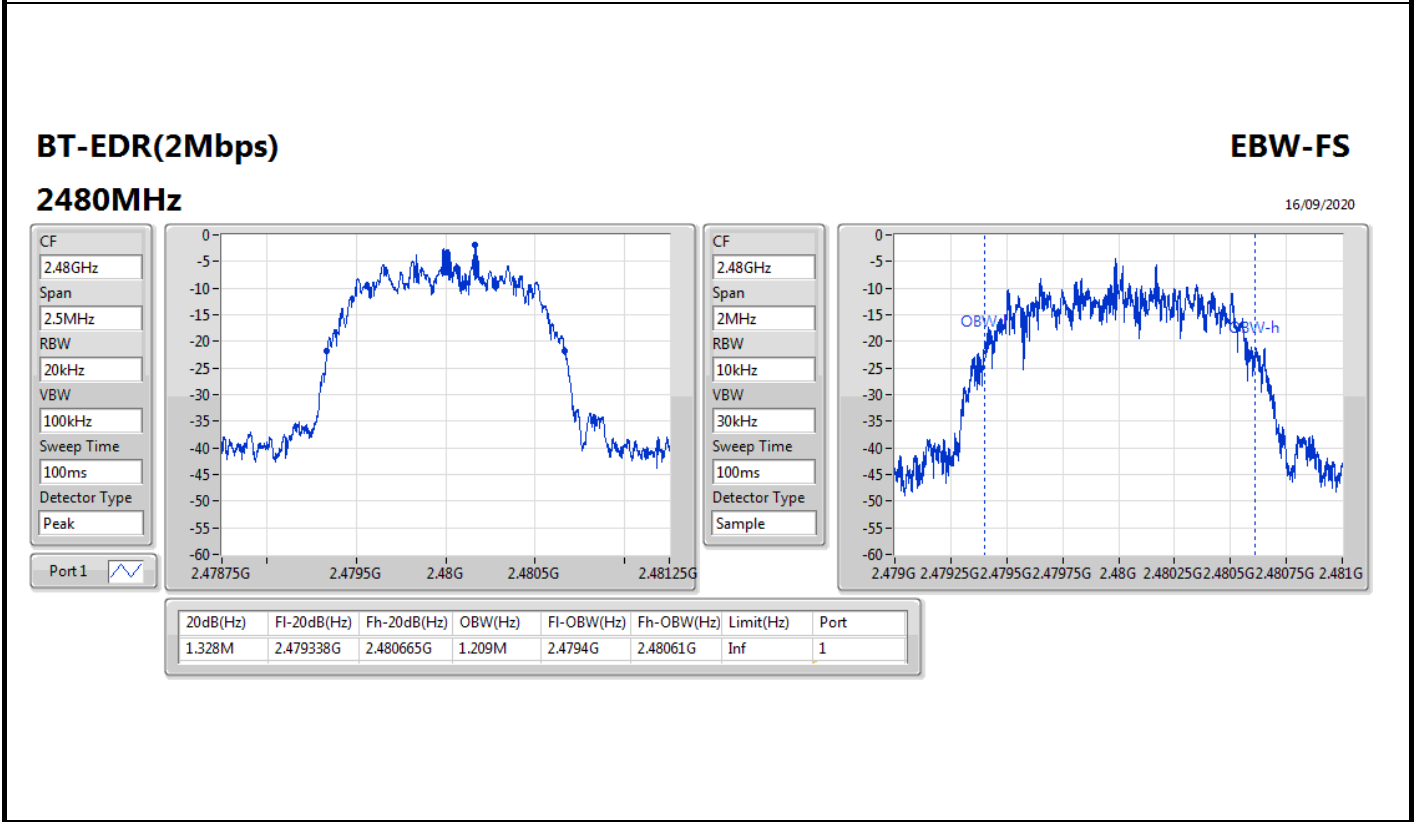 BT-EDR(2Mbps)
EBW-FS
2480MHz
16/09/2020
CF
2.48GHz
Span
2.5MHz
RBW
20kHz
VBW
100kHz
Sweep Time
100ms
Detector Type
Peak
Port 1
0
-5
-10
-15
-20
-25
-30
-35
-40
-45
-50
-55
-60
2.47875G 2.4795G 2.48G 2.4805G 2.48125G
CF
2.48GHz
Span
2MHz
RBW
10kHz
VBW
30kHz
Sweep Time
100ms
Detector Type
Sample
0
-5
-10
-15
-20
-25
-30
-35
-40
-45
-50
-55
-60
OBW-h
2.479G 2.47925G 2.4795G 2.47975G 2.48G 2.48025G 2.4805G 2.48075G 2.481G
20dB(Hz) Fl-20dB(Hz) Fh-20dB(Hz) OBW(Hz) Fl-OBW(Hz) Fh-OBW(Hz) Limit(Hz) Port
1.328M 2.479338G 2.480665G 1.209M 2.4794G 2.48061G Inf 1